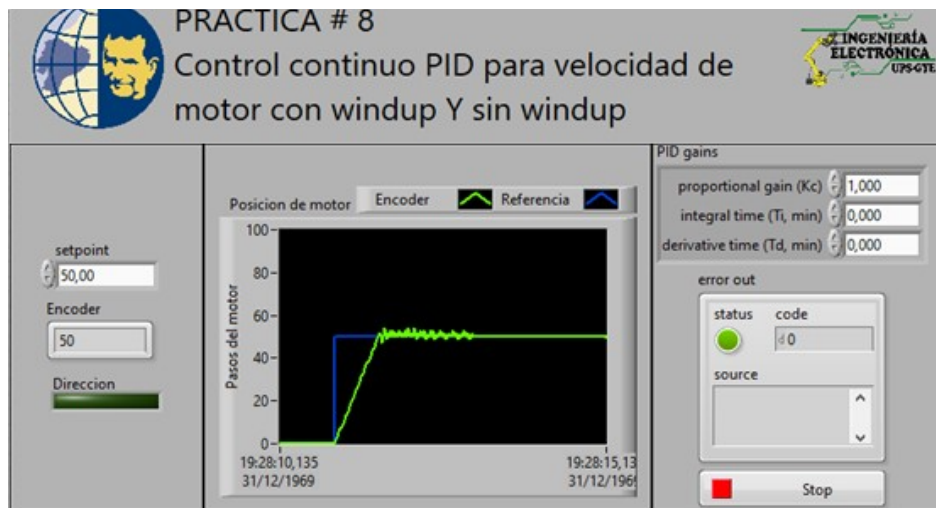 PRACTICA # 8
Control continuo PID para velocidad de
motor con windup Y sin windup
INGENIERÍA
ELECTRÓNICA
UPS-GYE
setpoint
50,00
Encoder
50
Direccion
Posicion de motor
Encoder
Referencia
Pasos del motor
100
80
60
40
20
0
19:28:10,135
31/12/1969
19:28:15,13
31/12/196
PID gains
proportional gain (Kc) 1,000
integral time (Ti, min) 0,000
derivative time (Td, min) 0,000
error out
status
code
d 0
source
Stop